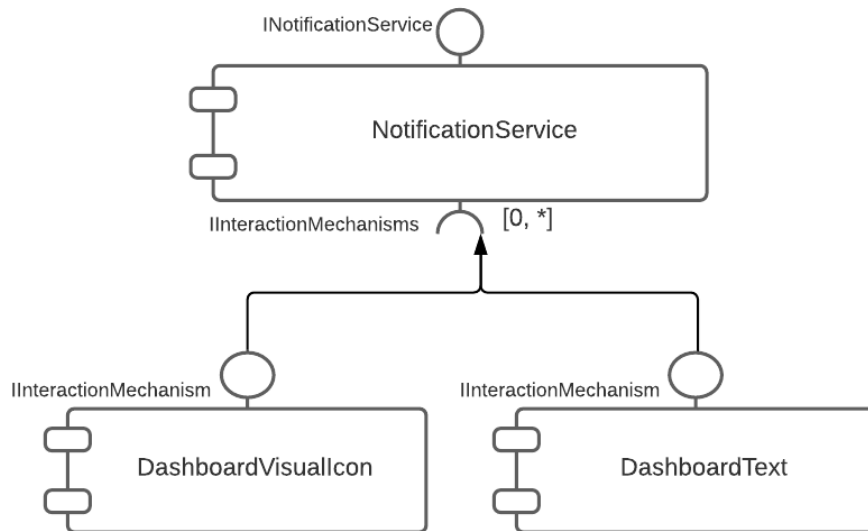 INotificationService
NotificationService
IInteractionMechanisms
[0, *]
IInteractionMechanism
IInteractionMechanism
DashboardVisualIcon
DashboardText